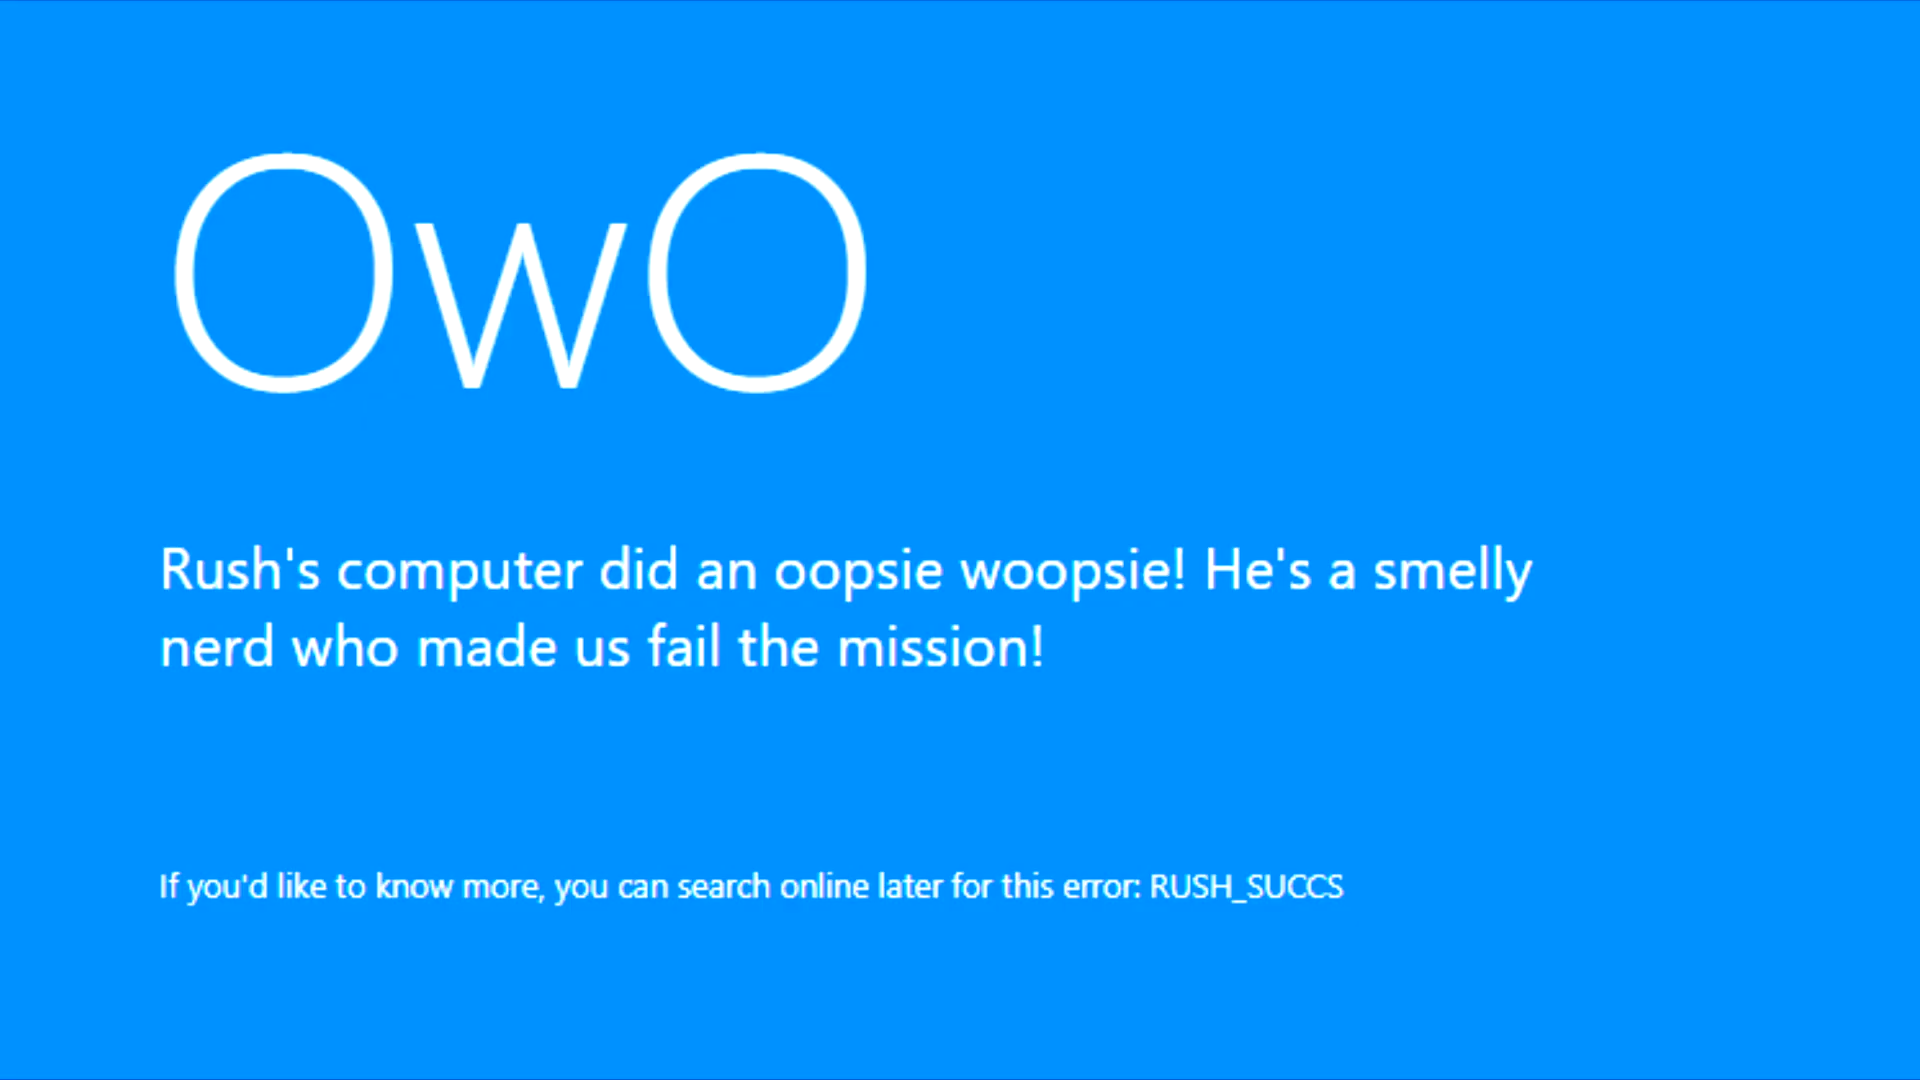 OwO
Rush's computer did an oopsie woopsie! He's a smelly
nerd who made us fail the mission!
If you'd like to know more, you can search online later for this error: RUSH_SUCCS